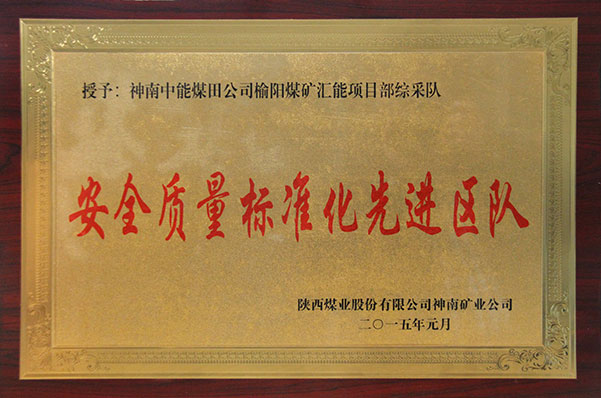 授予：神南中能煤田公司榆阳煤矿汇能项目部综采队
安全质量标准化先进区队
陕西煤业股份有限公司神南矿业公司
二〇一五年元月